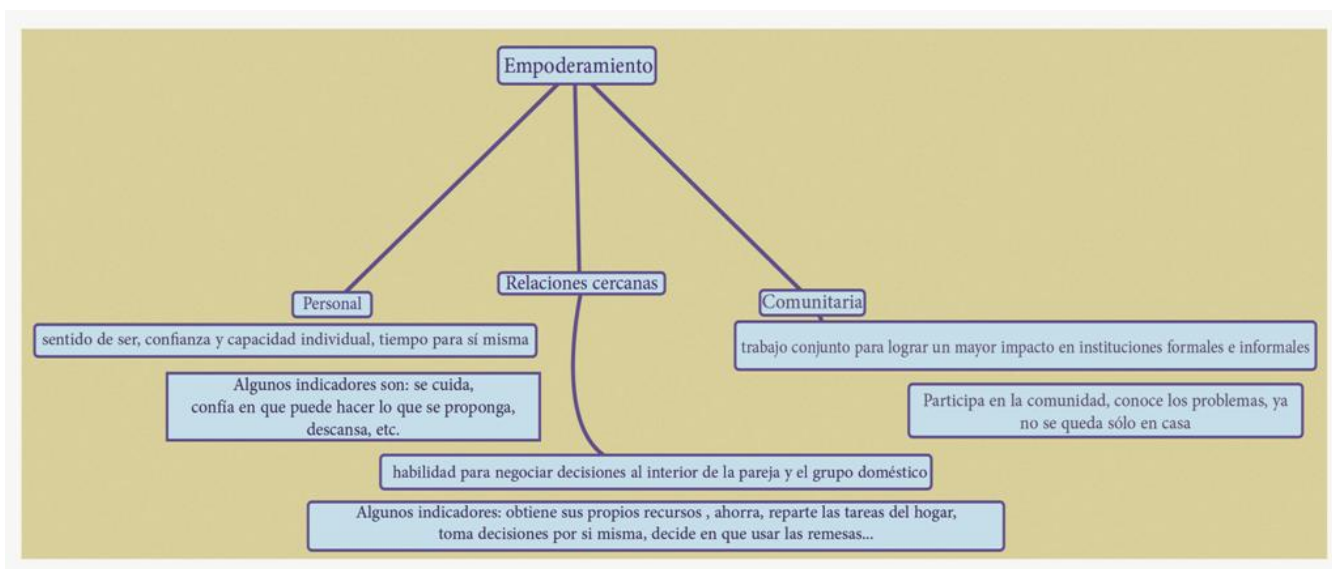 Empoderamiento
Personal
sentido de ser, confianza y capacidad individual, tiempo para sí misma
Algunos indicadores son: se cuida,
confía en que puede hacer lo que se proponga,
descansa, etc.
Relaciones cercanas
habilidad para negociar decisiones al interior de la pareja y el grupo doméstico
Algunos indicadores: obtiene sus propios recursos , ahorra, reparte las tareas del hogar,
toma decisiones por si misma, decide en que usar las remesas...
Comunitaria
trabajo conjunto para lograr un mayor impacto en instituciones formales e informales
Participa en la comunidad, conoce los problemas, ya
no se queda sólo en casa